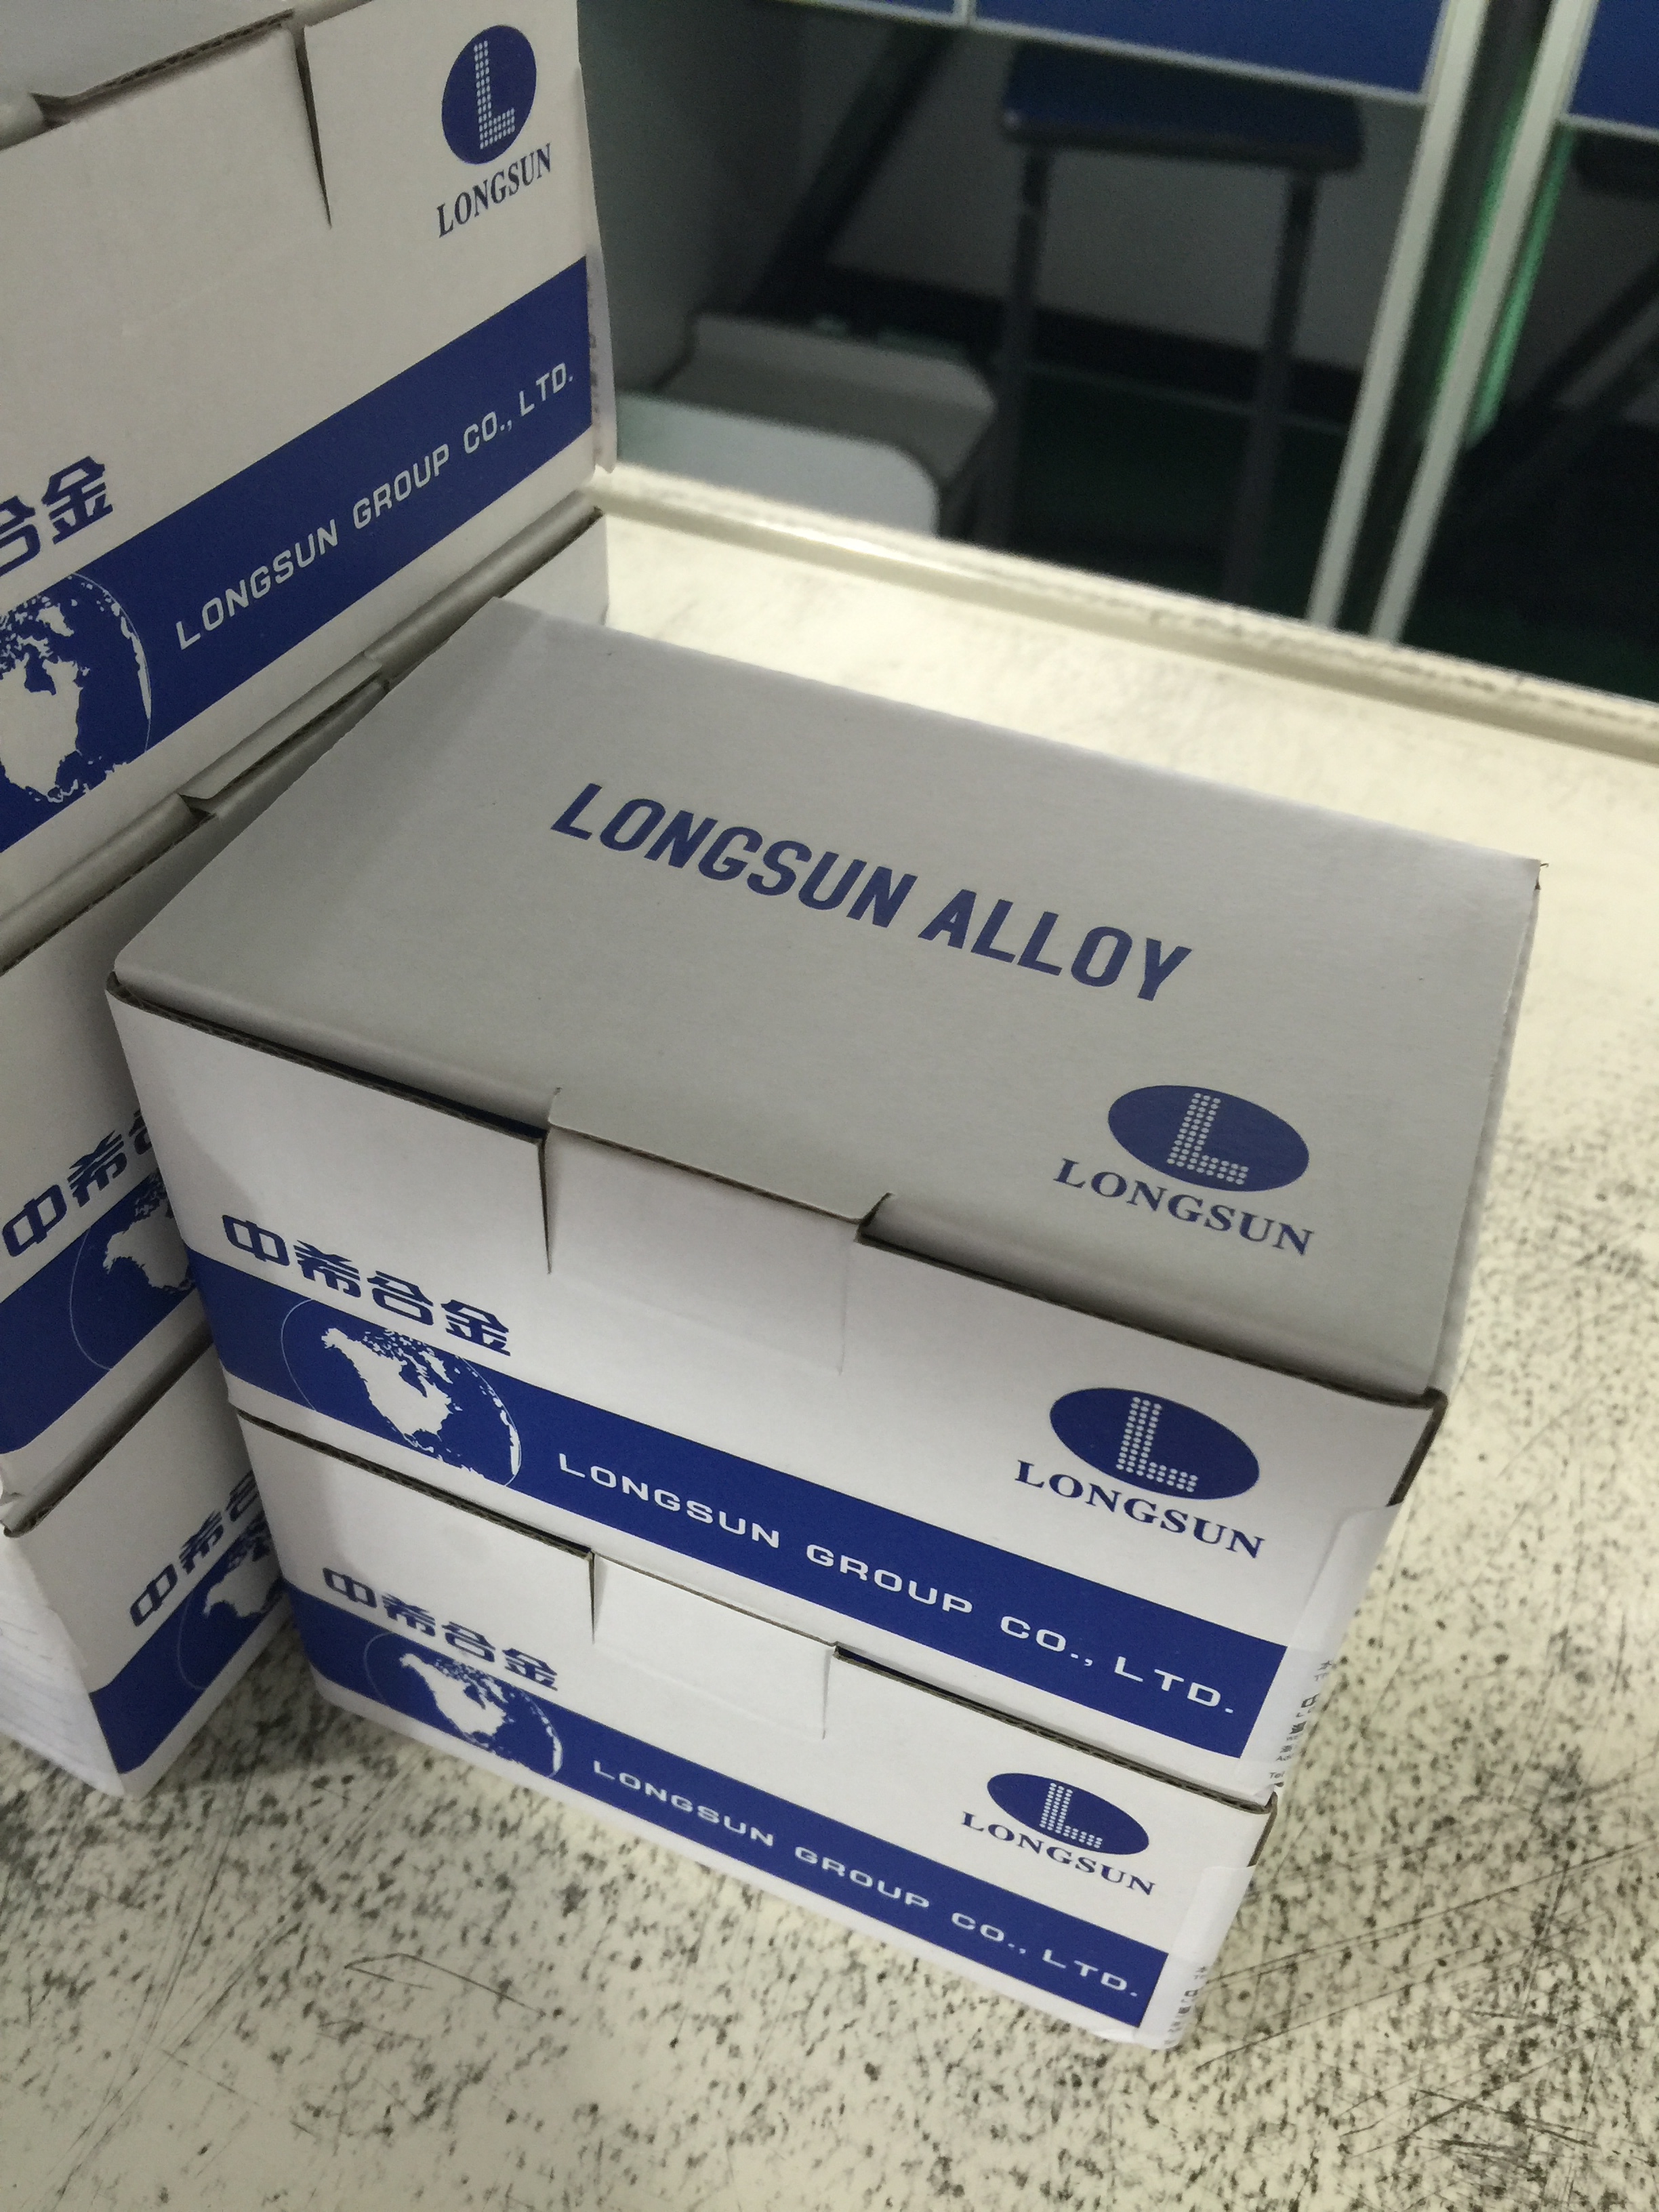 L
LONGSUN
合金
LONGSUN GROUP CO., LTD.
LONGSUN ALLOY
L
LONGSUN
中希
中希合金
L
LONGSUN
LONGSUN GROUP CO., LTD.
中希合
中希合金
L
LONGSUN
LONGSUN GROUP CO., LTD.